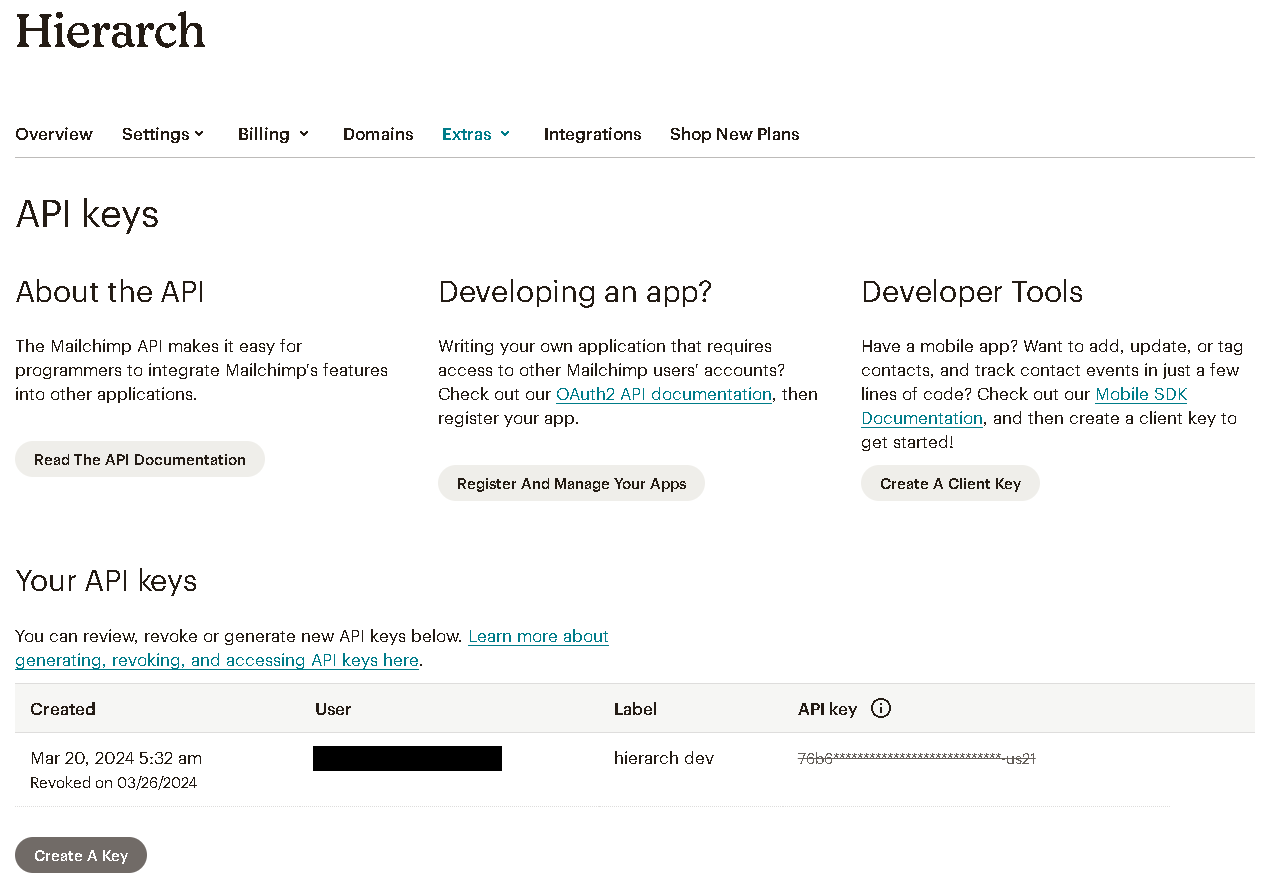 Hierarch
Overview Settings Billing Domains Extras Integrations Shop New Plans
API keys
About the API
The Mailchimp API makes it easy for
programmers to integrate Mailchimp's features
into other applications.
Read The API Documentation
Developing an app?
Writing your own application that requires
access to other Mailchimp users' accounts?
Check out our OAuth2 API documentation, then
register your app.
Register And Manage Your Apps
Developer Tools
Have a mobile app? Want to add, update, or tag
contacts, and track contact events in just a few
lines of code? Check out our Mobile SDK
Documentation, and then create a client key to
get started!
Create A Client Key
Your API keys
You can review, revoke or generate new API keys below. Learn more about
generating, revoking, and accessing API keys here.
Created User Label API key
Mar 20, 2024 5:32 am hierarch dev 76b6****************************-us21
Revoked on 03/26/2024
Create A Key